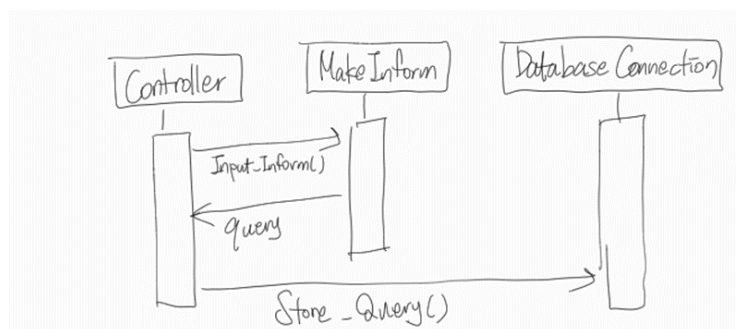 Controller
Make Inform
Database Connection
Input_Inform()
query
Store_Query()